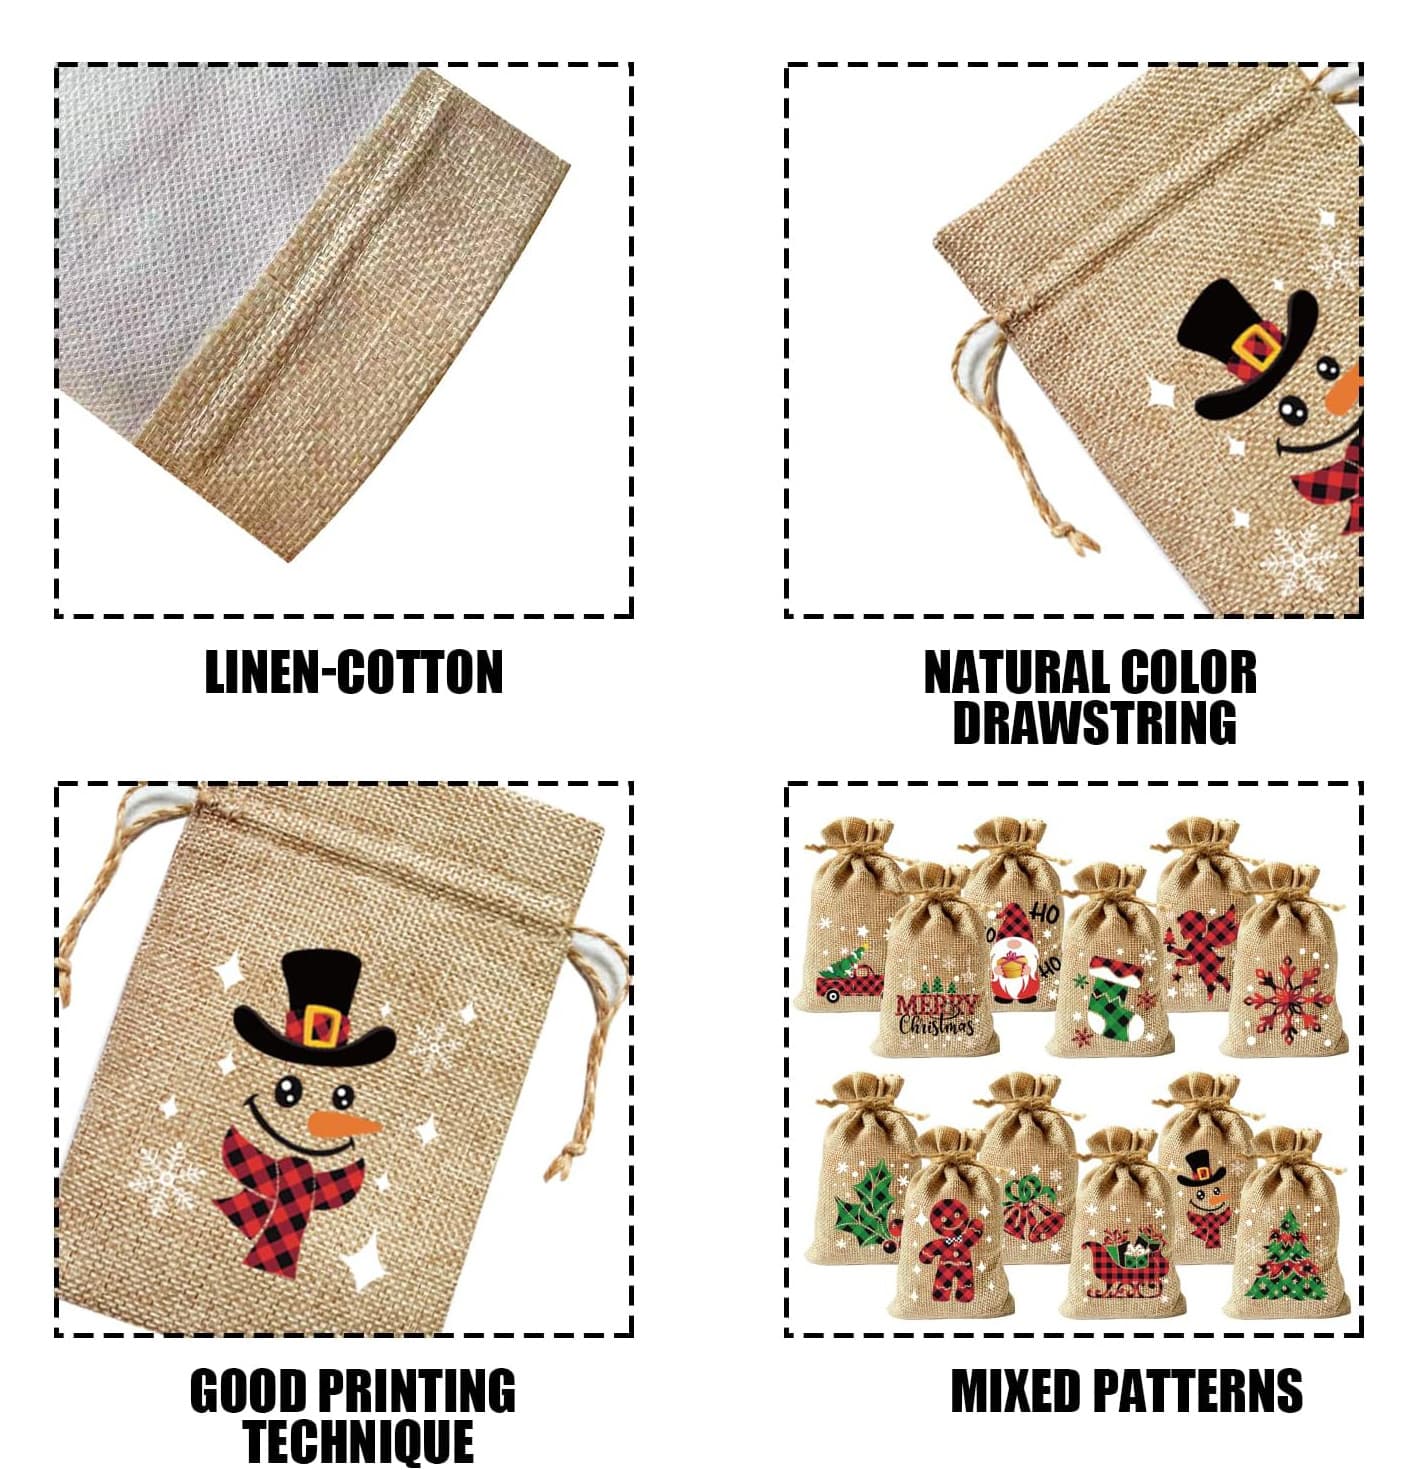 LINEN-COTTON
NATURAL COLOR
DRAWSTRING
GOOD PRINTING
TECHNIQUE
HO
O
HO
MERRY
Christmas
MIXED PATTERNS